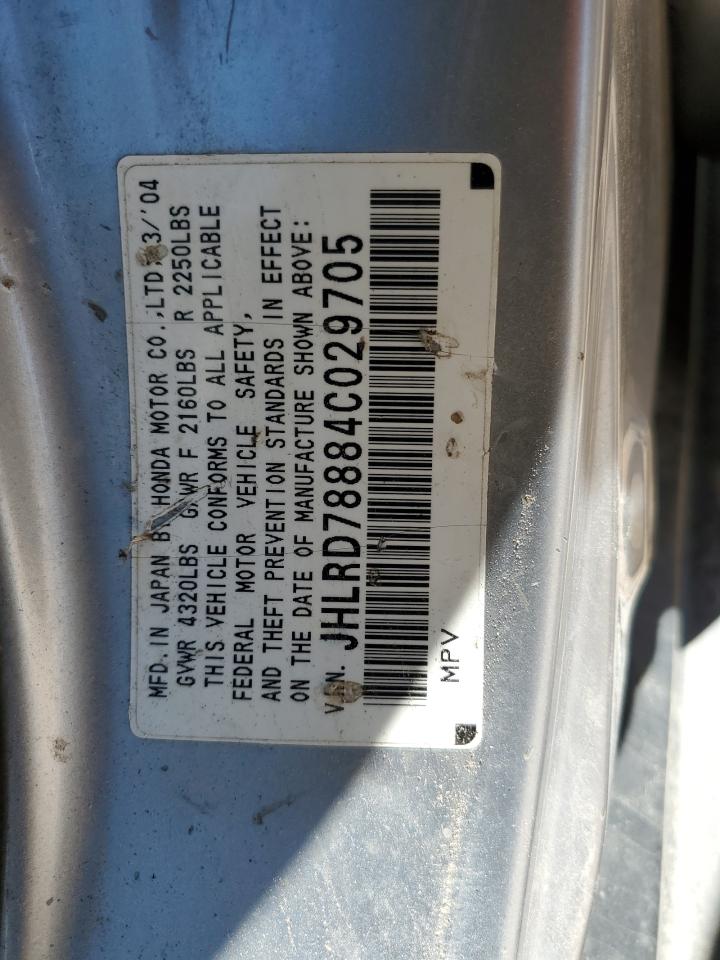 MFD. IN JAPAN BY HONDA MOTOR CO., LTD. 3/'04
GVWR 4320LBS GAWR F 2160LBS R 2250LBS
THIS VEHICLE CONFORMS TO ALL APPLICABLE
FEDERAL MOTOR VEHICLE SAFETY,
AND THEFT PREVENTION STANDARDS IN EFFECT
ON THE DATE OF MANUFACTURE SHOWN ABOVE:
V.I.N. JHLRD78884C029705
MPV